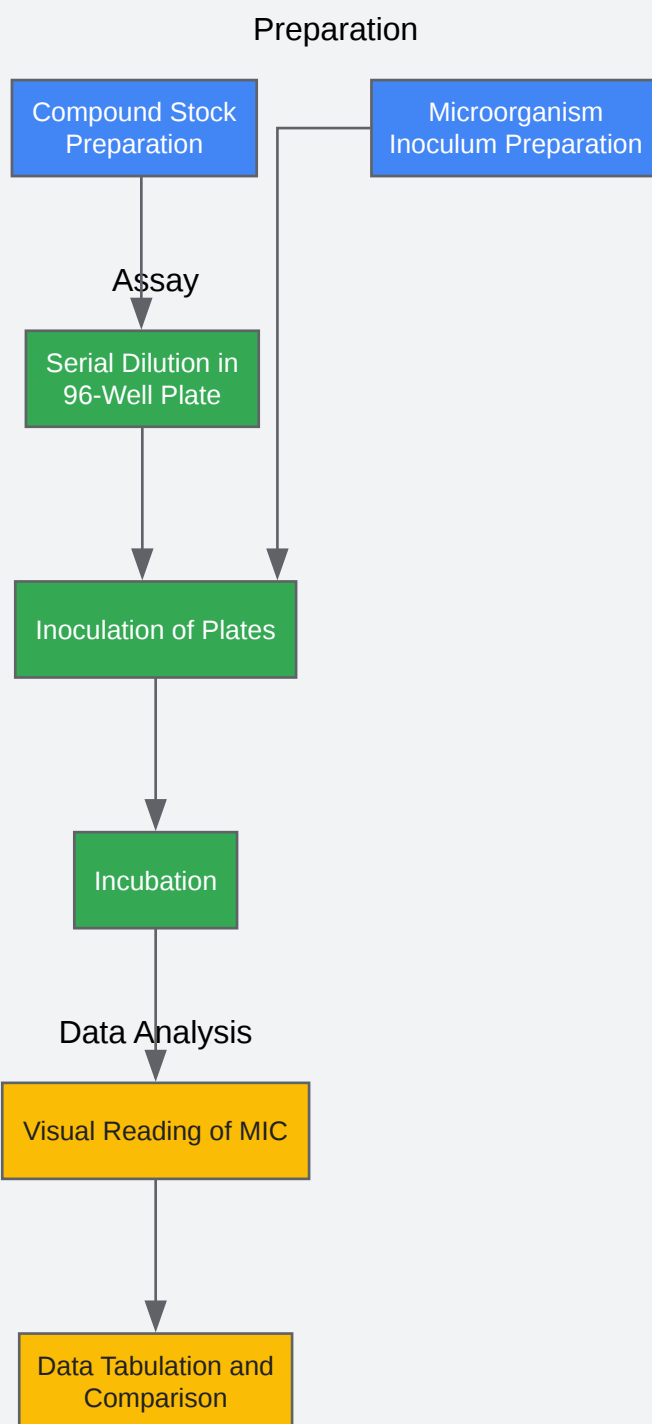 Preparation
Compound Stock
Preparation
Microorganism
Inoculum Preparation
Assay
Serial Dilution in
96-Well Plate
Inoculation of Plates
Incubation
Data Analysis
Visual Reading of MIC
Data Tabulation and
Comparison